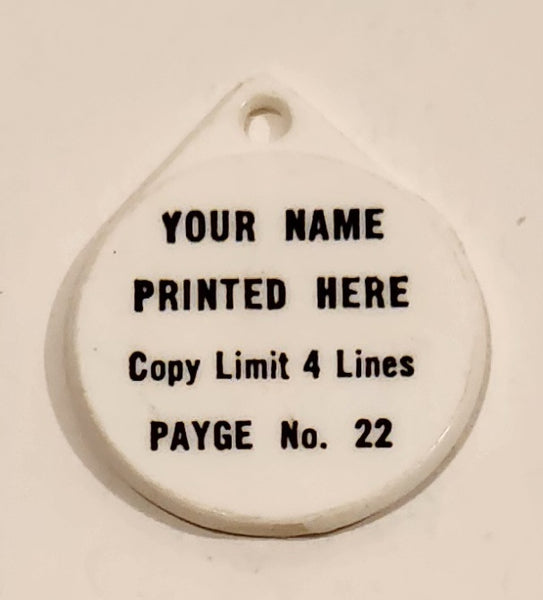 YOUR NAME
PRINTED HERE
Copy Limit 4 Lines
PAYGE No. 22